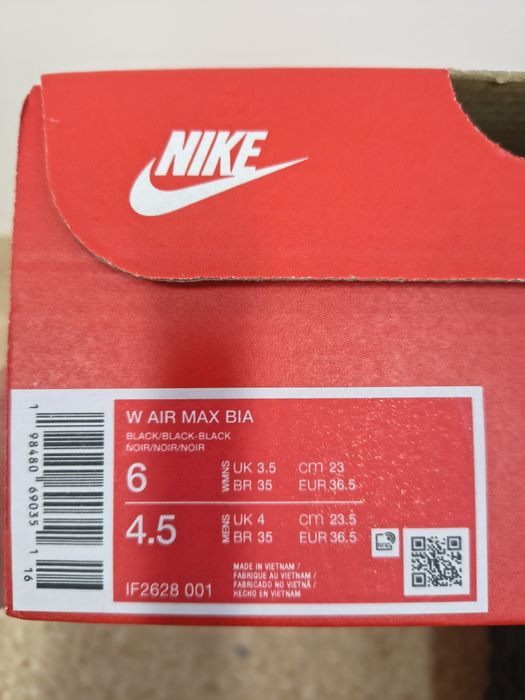 NIKE
W AIR MAX BIA
BLACK/BLACK-BLACK
NOIR/NOIR/NOIR
6 WMNS UK 3.5 cm 23
BR 35 EUR 36.5
4.5 MENS UK 4 cm 23.5
BR 35 EUR 36.5
RFID
MADE IN VIETNAM /
FABRIQUE AU VIETNAM /
FABRICADO NO VIETNÃ /
HECHO EN VIETNAM
IF2628 001
1 98480 69035 1 16